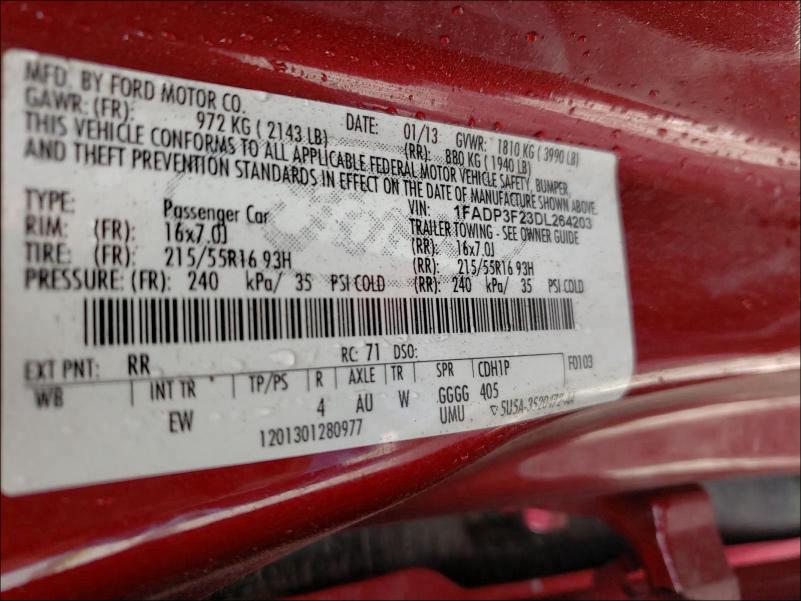 MFD. BY FORD MOTOR CO.
DATE: 01/13 GVWR: 1810 KG (3990 LB)
GAWR: (FR): 972 KG (2143 LB) (RR): 880 KG (1940 LB)
THIS VEHICLE CONFORMS TO ALL APPLICABLE FEDERAL MOTOR VEHICLE SAFETY, BUMPER,
AND THEFT PREVENTION STANDARDS IN EFFECT ON THE DATE OF MANUFACTURE SHOWN ABOVE.
VIN: 1FADP3F23DL264203
TYPE: Passenger Car TRAILER TOWING - SEE OWNER GUIDE
RIM: (FR): 16x7.0J (RR): 16x7.0J
TIRE: (FR): 215/55R16 93H (RR): 215/55R16 93H
PRESSURE: (FR): 240 kPa/ 35 PSI COLD (RR): 240 kPa/ 35 PSI COLD
EXT PNT: RR RC: 71 DSO: F0103
WB INT TR TP/PS R AXLE TR SPR CDH1P
EW 4 AU W .GGGG 405
1201301280977 UMU ▽5U5A-3520472-AA